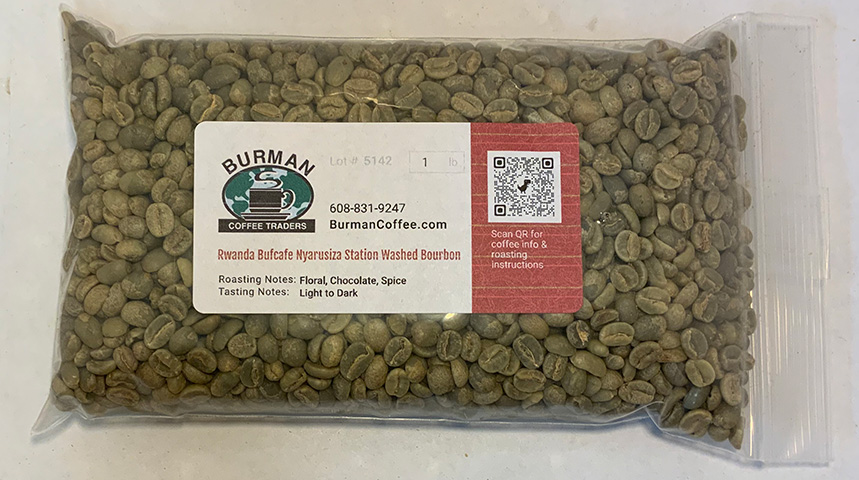 BURMAN
COFFEE TRADERS
Lot # 5142
1 lb
608-831-9247
BurmanCoffee.com
Rwanda Bufcafe Nyarusiza Station Washed Bourbon
Roasting Notes: Floral, Chocolate, Spice
Tasting Notes: Light to Dark
Scan QR for
coffee info &
roasting
instructions